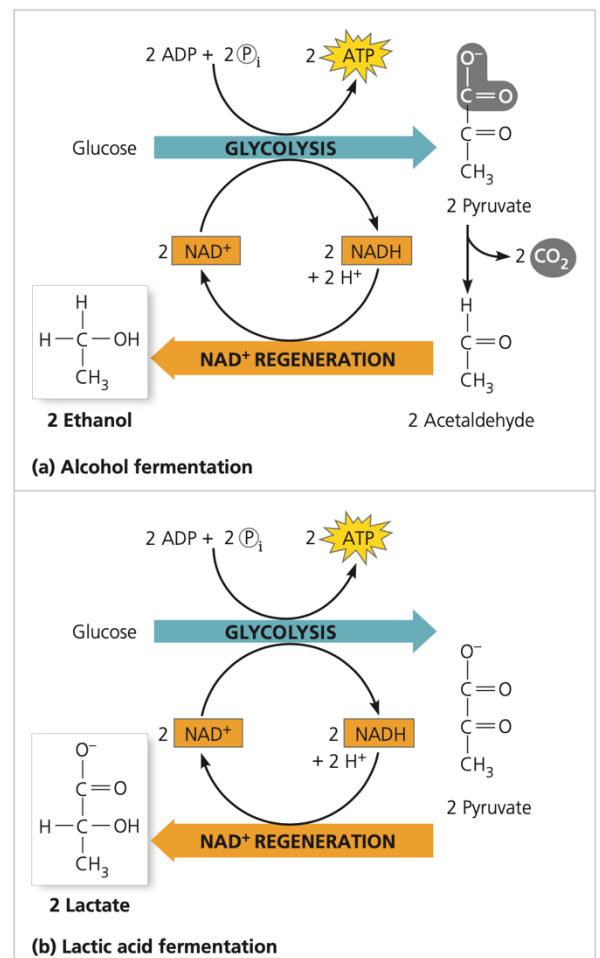 2 ADP + 2 Pi 2 ATP
O⁻
C=O
C=O
CH₃
Glucose GLYCOLYSIS
2 Pyruvate
2 NAD⁺ 2 NADH
+ 2 H⁺
2 CO₂
H
H—C—OH
CH₃
NAD⁺ REGENERATION
H
C=O
CH₃
2 Ethanol 2 Acetaldehyde
(a) Alcohol fermentation
2 ADP + 2 Pi 2 ATP
Glucose GLYCOLYSIS
O⁻
C=O
C=O
CH₃
2 Pyruvate
2 NAD⁺ 2 NADH
+ 2 H⁺
O⁻
C=O
H—C—OH
CH₃
NAD⁺ REGENERATION
2 Lactate
(b) Lactic acid fermentation